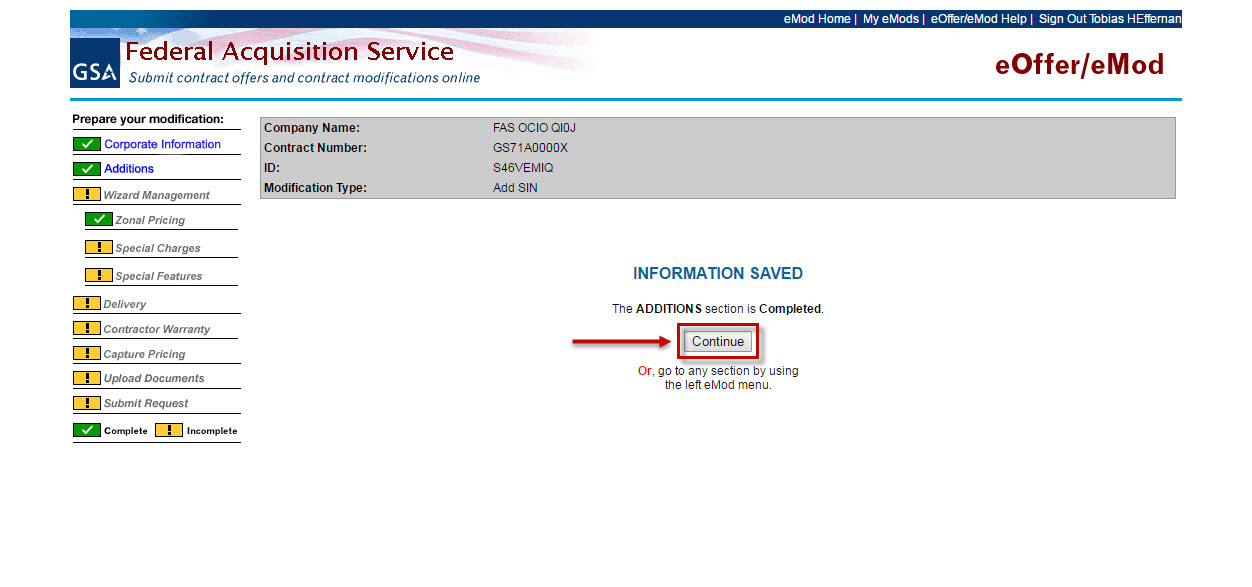 eMod Home | My eMods | eOffer/eMod Help | Sign Out Tobias HEffernan
GSA
Federal Acquisition Service
Submit contract offers and contract modifications online
eOffer/eMod
Prepare your modification:
Corporate Information
Additions
Wizard Management
Zonal Pricing
Special Charges
Special Features
Delivery
Contractor Warranty
Capture Pricing
Upload Documents
Submit Request
Complete Incomplete
Company Name: FAS OCIO QI0J
Contract Number: GS71A0000X
ID: S46VEMIQ
Modification Type: Add SIN
INFORMATION SAVED
The ADDITIONS section is Completed.
Continue
Or, go to any section by using
the left eMod menu.